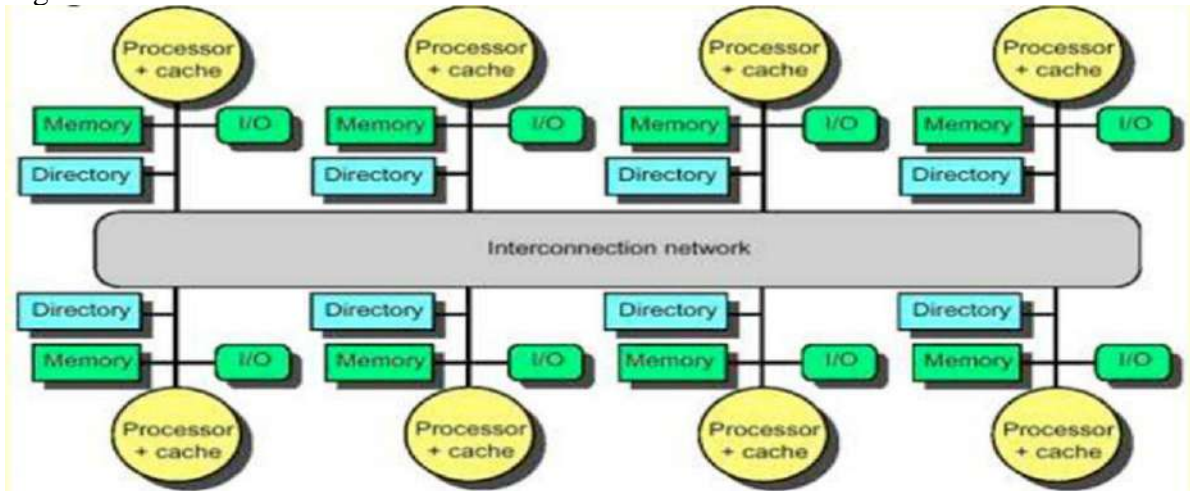 Processor Processor Processor Processor
+ cache + cache + cache + cache
Memory I/O Memory I/O Memory I/O Memory I/O
Directory Directory Directory Directory
Interconnection network
Directory Directory Directory Directory
Memory I/O Memory I/O Memory I/O Memory I/O
Processor Processor Processor Processor
+ cache + cache + cache + cache